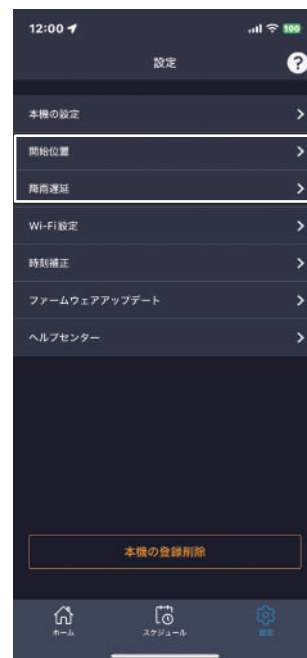 12:00
100
設定
?
本機の設定
開始位置
降雨遅延
Wi-Fi設定
時刻補正
ファームウェアアップデート
ヘルプセンター
本機の登録削除
ホーム
スケジュール
設定